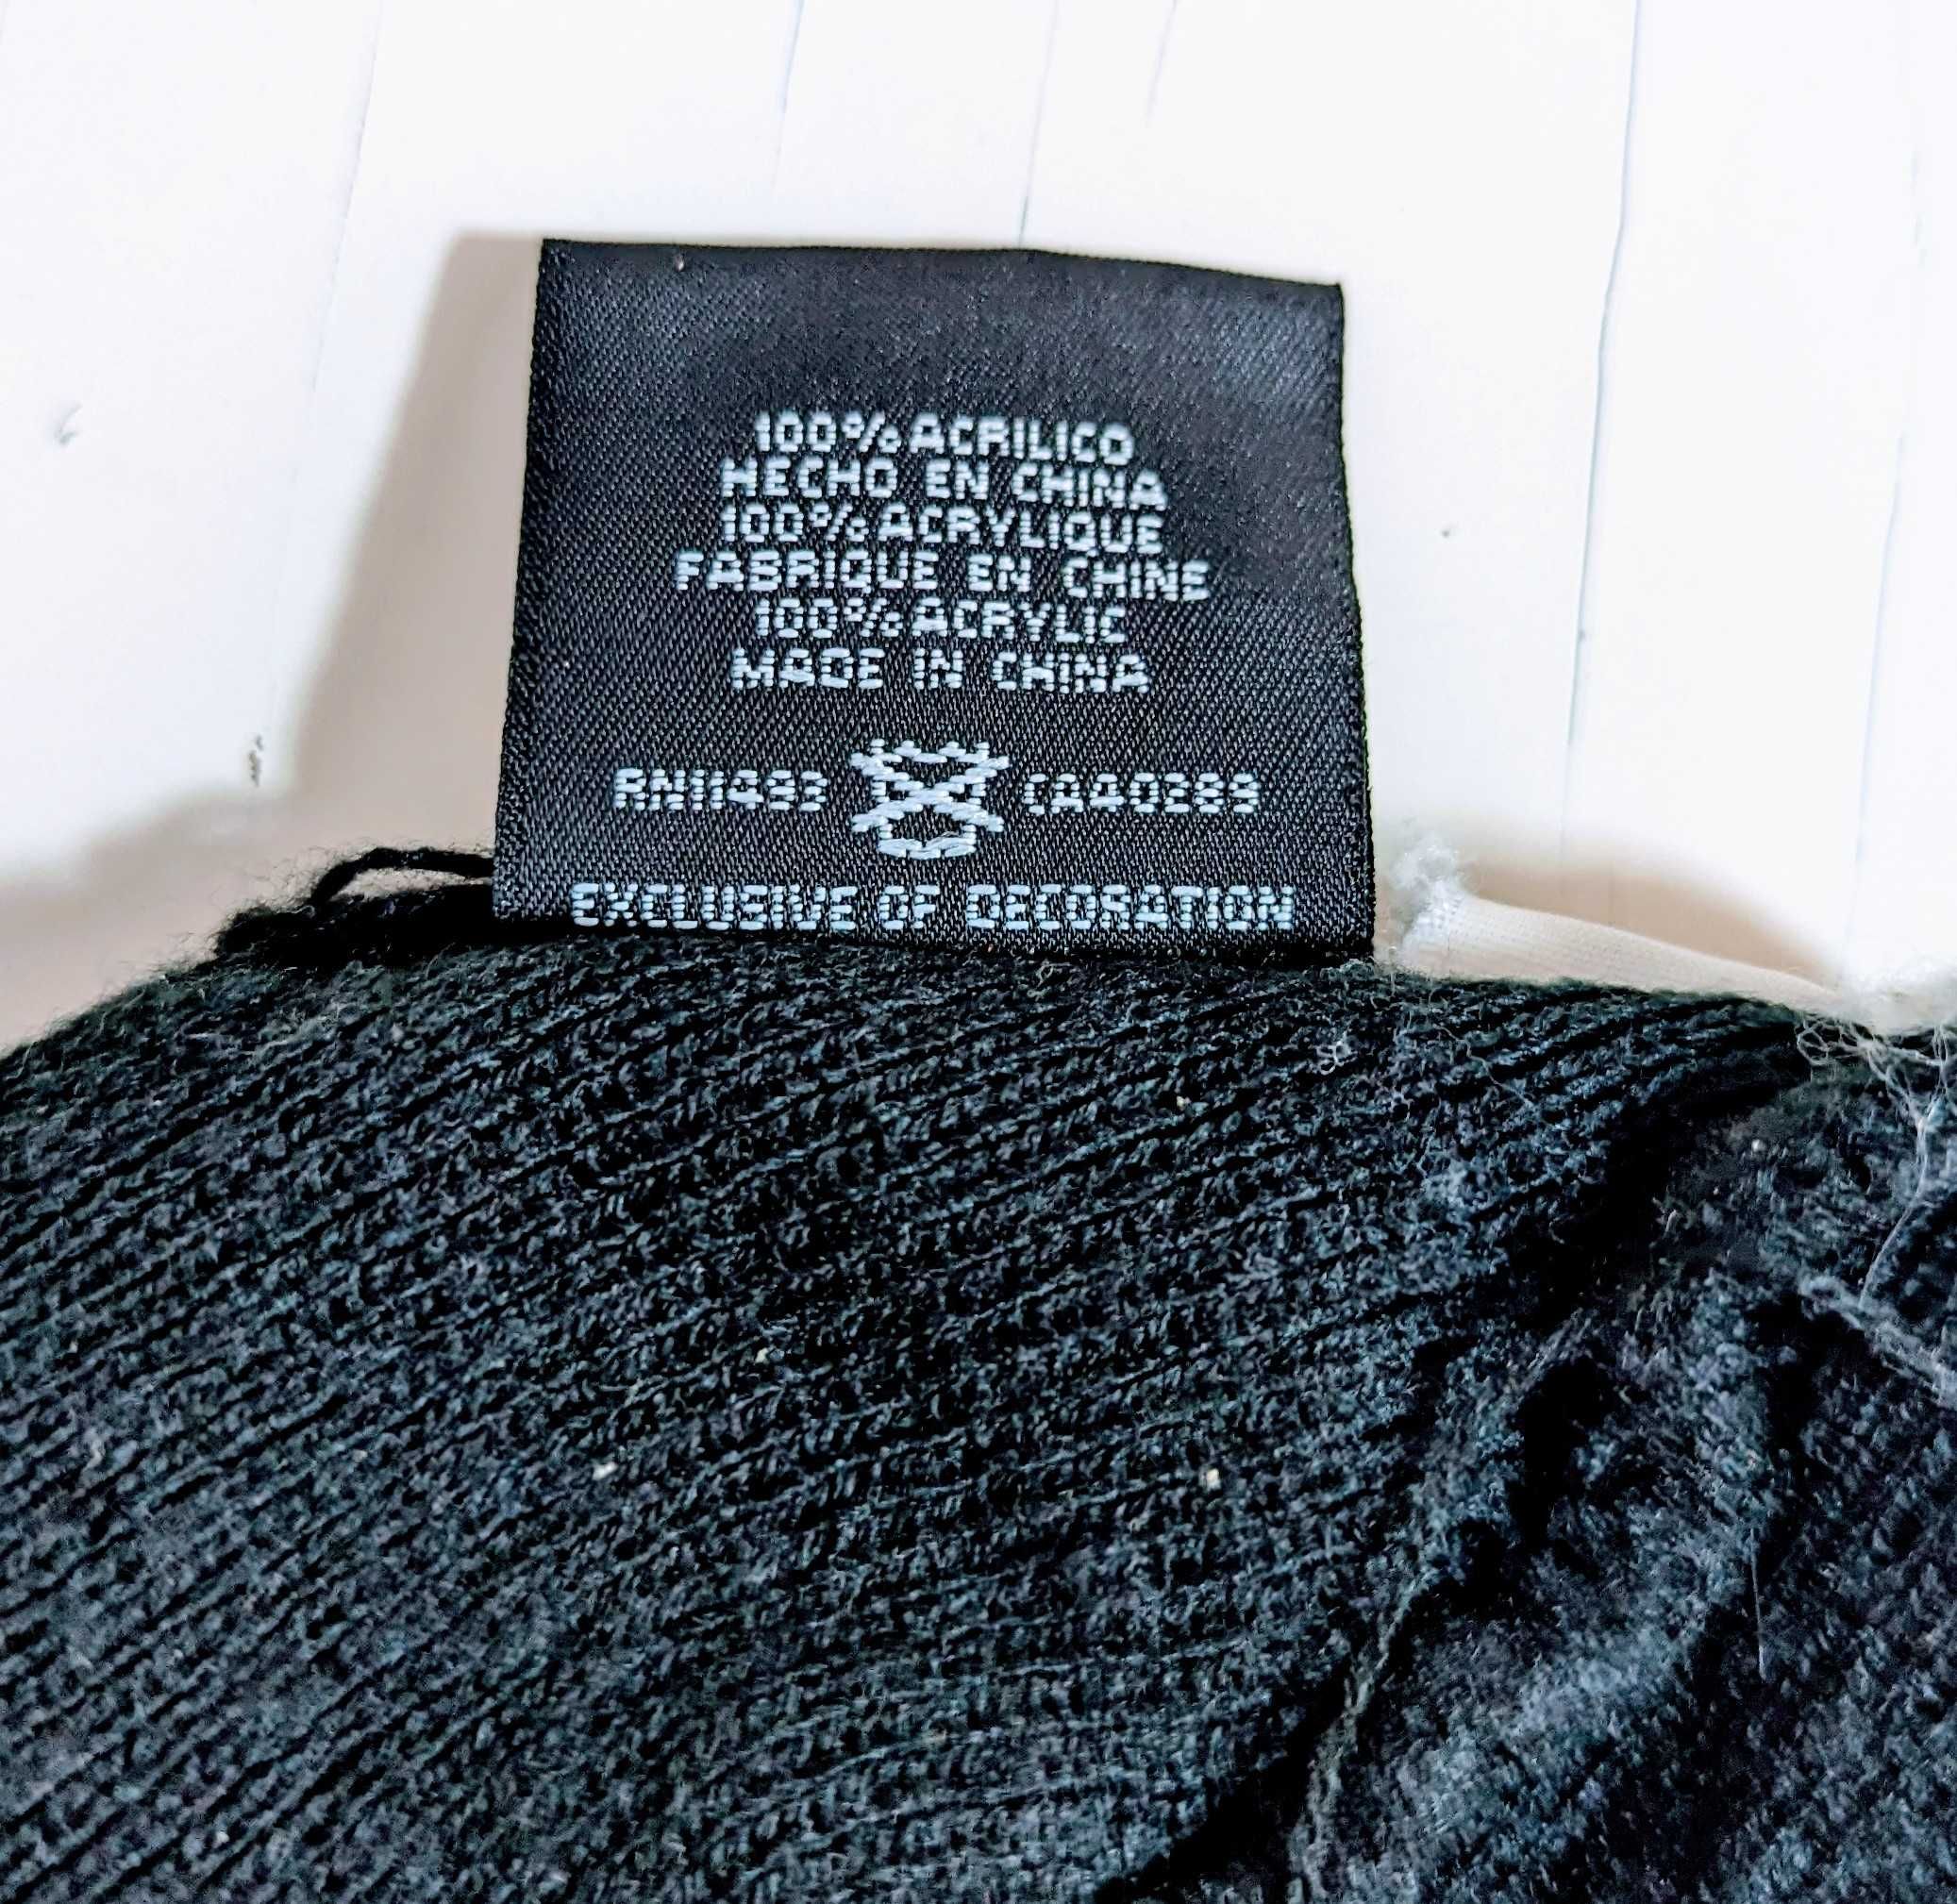 100% ACRILICO
HECHO EN CHINA
100% ACRYLIQUE
FABRIQUE EN CHINE
100% ACRYLIC
MADE IN CHINA
RN11493 CA40289
EXCLUSIVE OF DECORATION